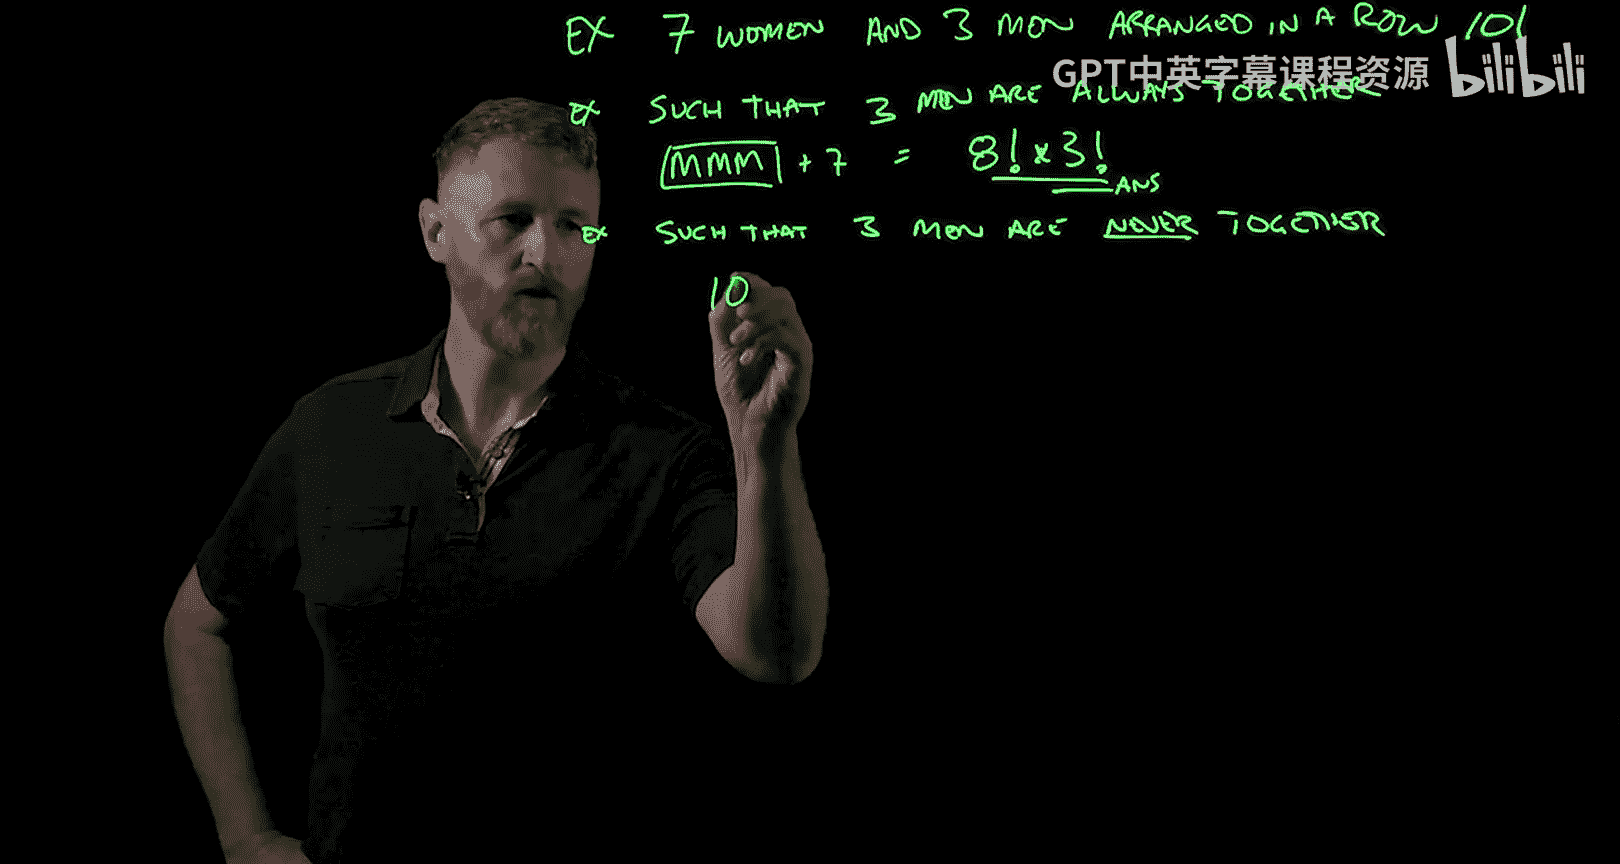 EX 7 WOMEN AND 3 MEN ARRANGED IN A ROW 10!
GPT中英字幕课程资源 bilibili
EX SUCH THAT 3 MEN ARE ALWAYS TOGETHER
MMM + 7 = 8! x 3! ANS
EX SUCH THAT 3 MEN ARE NEVER TOGETHER
10